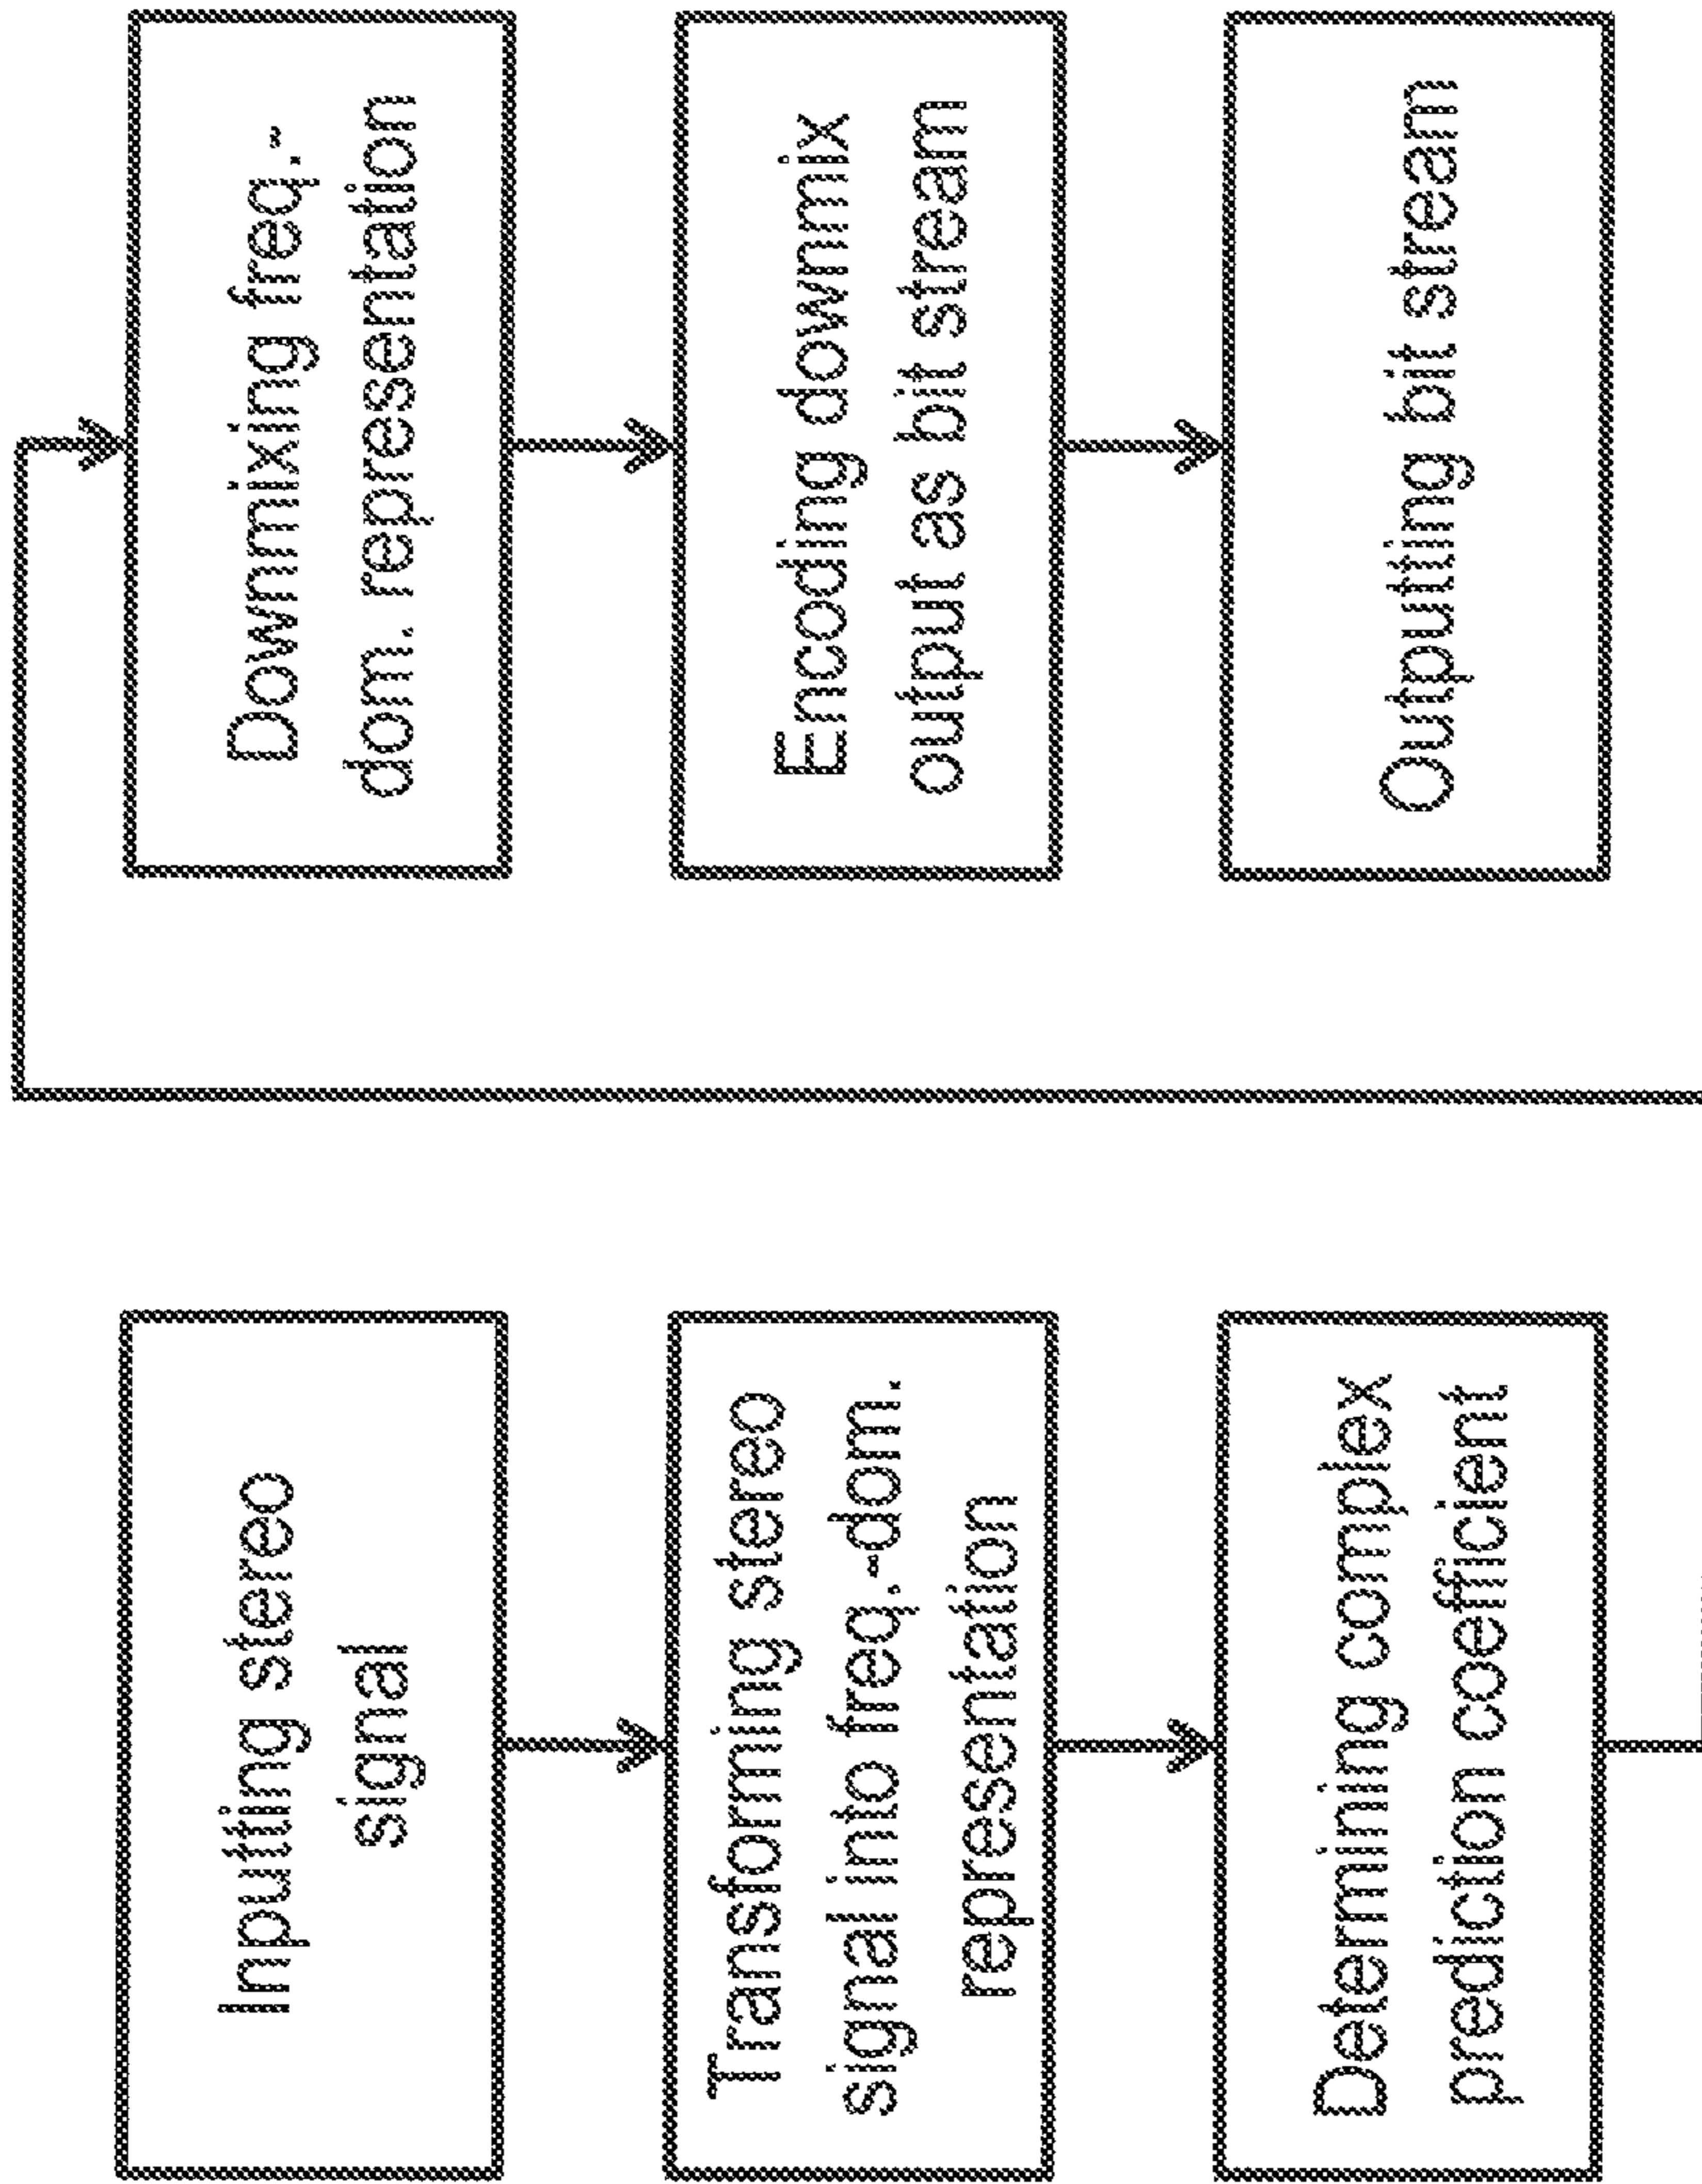 Inputting stereo
signal
Transforming stereo
signal into freq.-dom.
representation
Determining complex
prediction coefficient
Downmixing freq.-
dom. representation
Encoding downmix
output as bit stream
Outputting bit stream